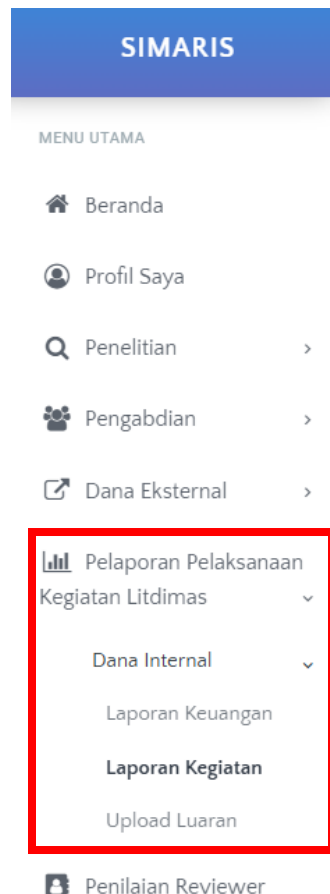 SIMARIS
MENU UTAMA
Beranda
Profil Saya
Penelitian
Pengabdian
Dana Eksternal
Pelaporan Pelaksanaan
Kegiatan Litdimas
Dana Internal
Laporan Keuangan
Laporan Kegiatan
Upload Luaran
Penilaian Reviewer